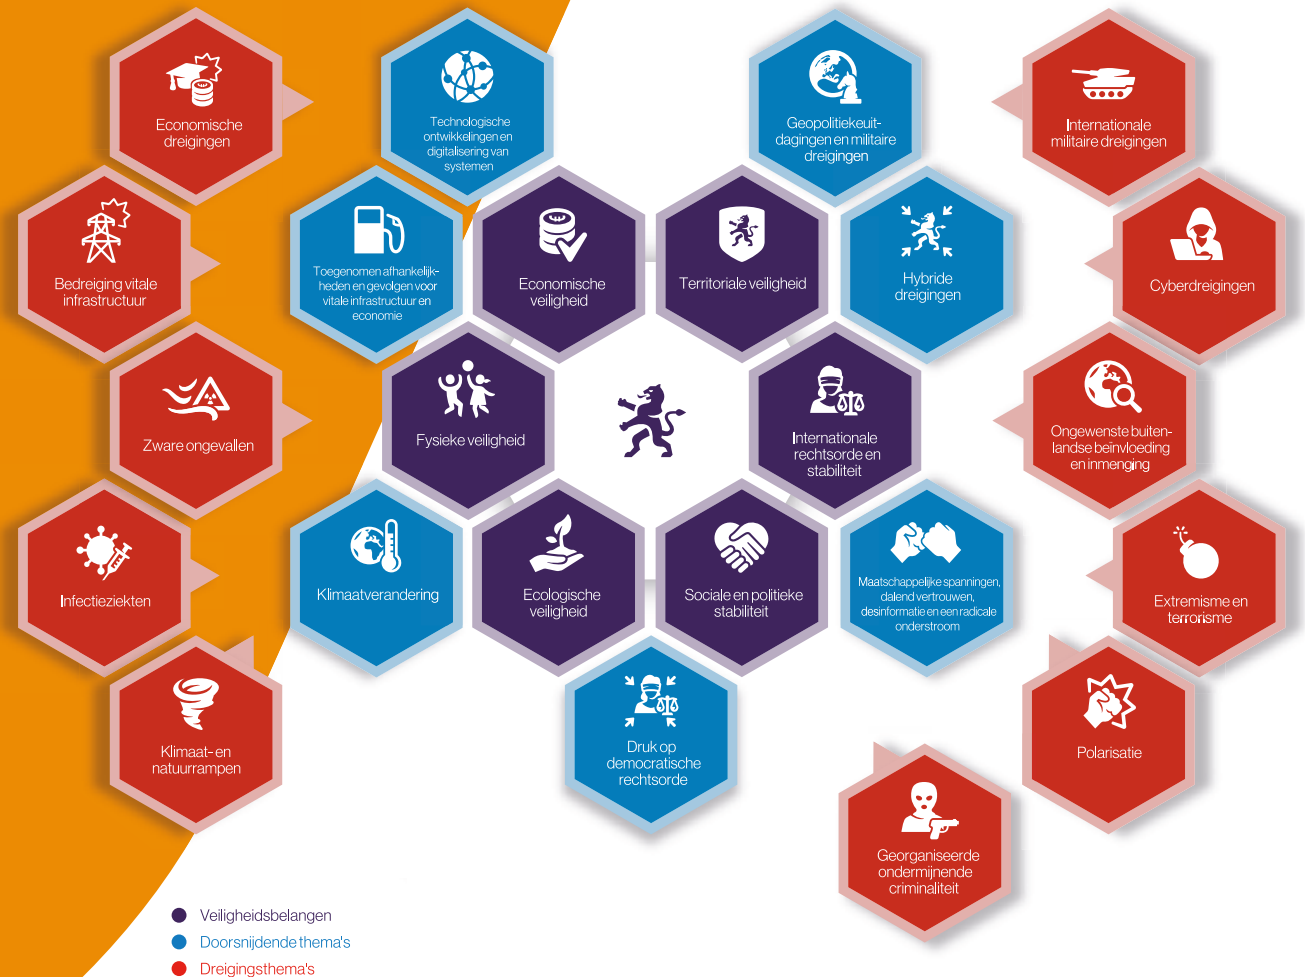 Economische
dreigingen
Technologische
ontwikkelingen en
digitalisering van
systemen
Geopolitiekeuit-
dagingen en militaire
dreigingen
Internationale
militaire dreigingen
Bedreiging vitale
infrastructuur
Toegenomen afhankelijk-
heden en gevolgen voor
vitale infrastructuur en
economie
Economische
veiligheid
Territoriale veiligheid
Hybride
dreigingen
Cyberdreigingen
Zware ongevallen
Fysieke veiligheid
Internationale
rechtsorde en
stabiliteit
Ongewenste buiten-
landse beïnvloeding
en inmenging
Infectieziekten
Klimaatverandering
Ecologische
veiligheid
Sociale en politieke
stabiliteit
Maatschappelijke spanningen,
dalend vertrouwen,
desinformatie en een radicale
onderstroom
Extremisme en
terrorisme
Klimaat- en
natuurrampen
Druk op
democratische
rechtsorde
Polarisatie
Georganiseerde
ondermijnende
criminaliteit
Veiligheidsbelangen
Doorsnijdende thema's
Dreigingsthema's